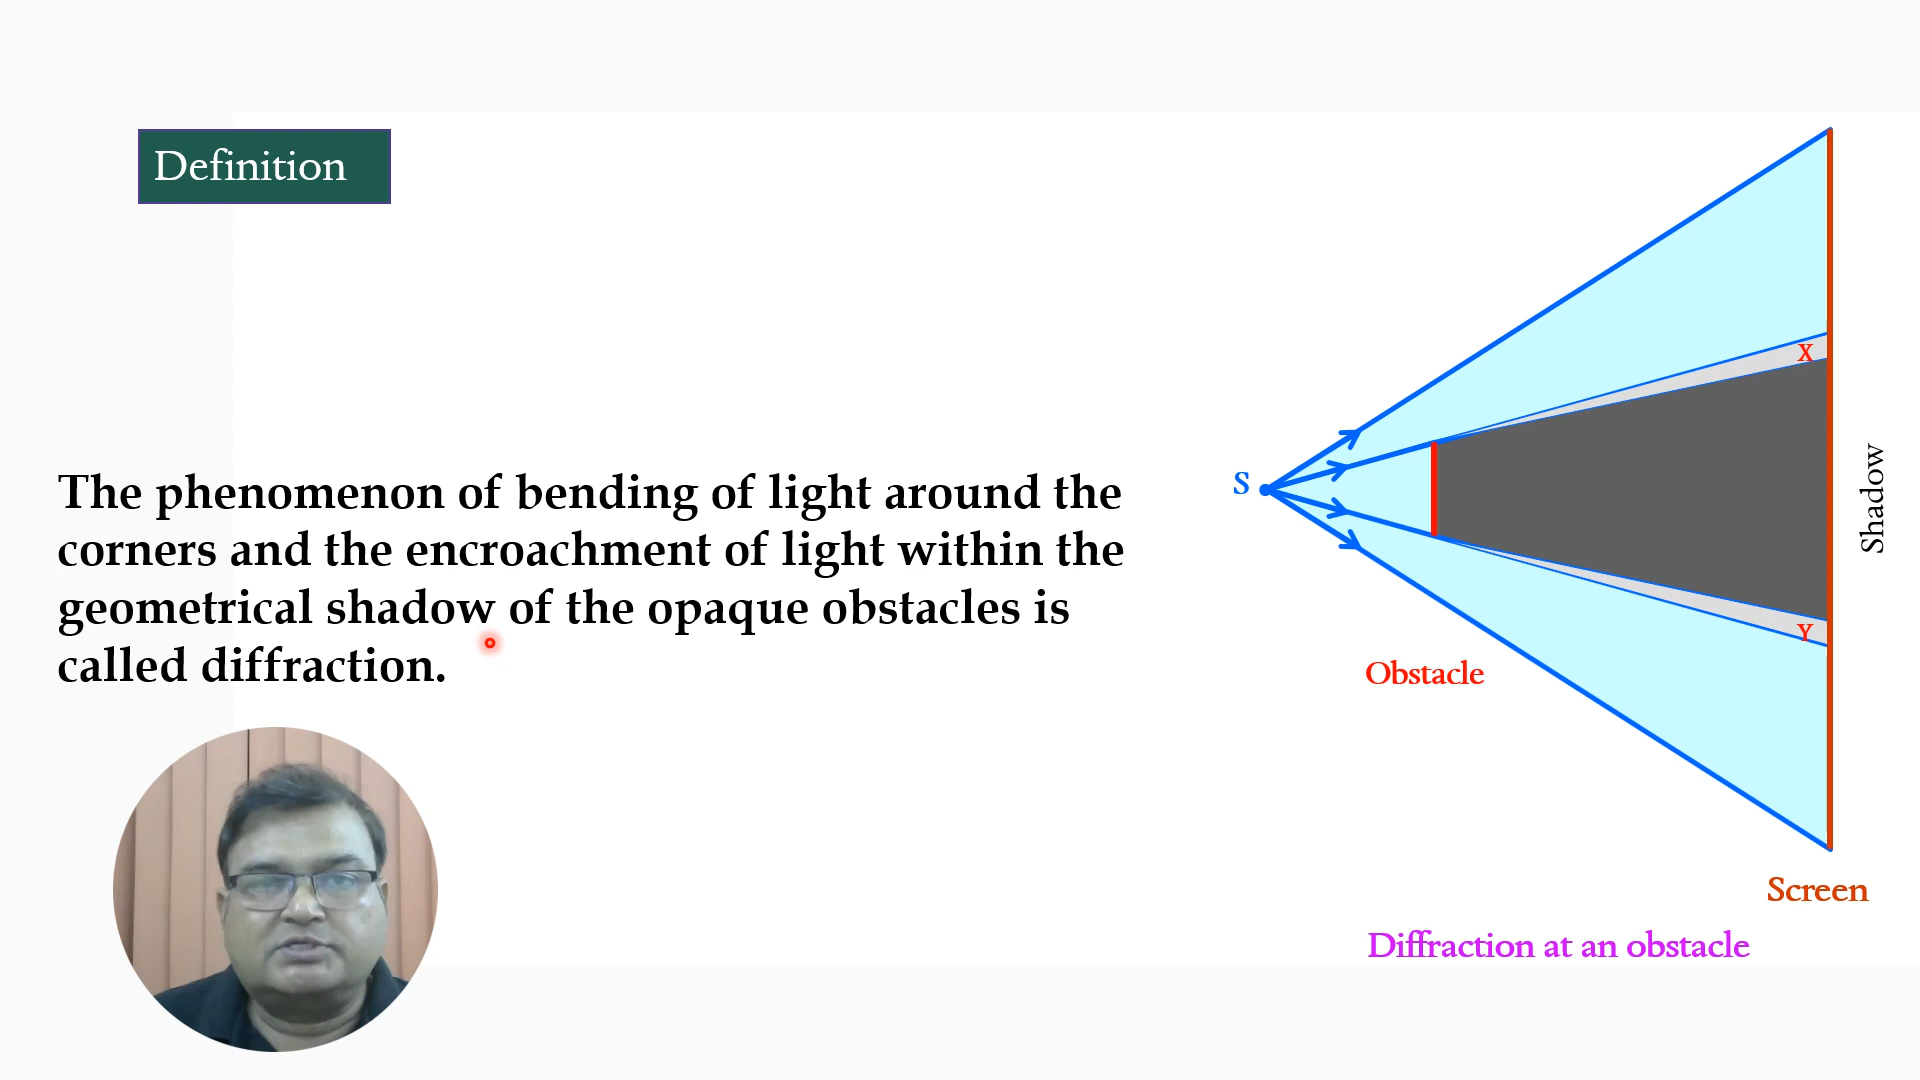 Definition
The phenomenon of bending of light around the
corners and the encroachment of light within the
geometrical shadow of the opaque obstacles is
called diffraction.
S
X
Y
Shadow
Obstacle
Screen
Diffraction at an obstacle